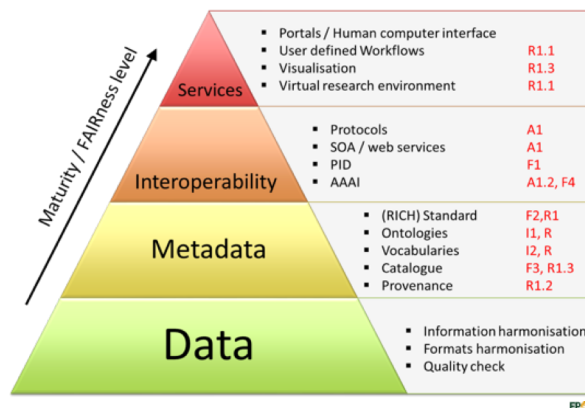 Maturity / FAIRness level
Services
▪ Portals / Human computer interface
▪ User defined Workflows R1.1
▪ Visualisation R1.3
▪ Virtual research environment R1.1
Interoperability
▪ Protocols A1
▪ SOA / web services A1
▪ PID F1
▪ AAAI A1.2, F4
Metadata
▪ (RICH) Standard F2,R1
▪ Ontologies I1, R
▪ Vocabularies I2, R
▪ Catalogue F3, R1.3
▪ Provenance R1.2
Data
▪ Information harmonisation
▪ Formats harmonisation
▪ Quality check